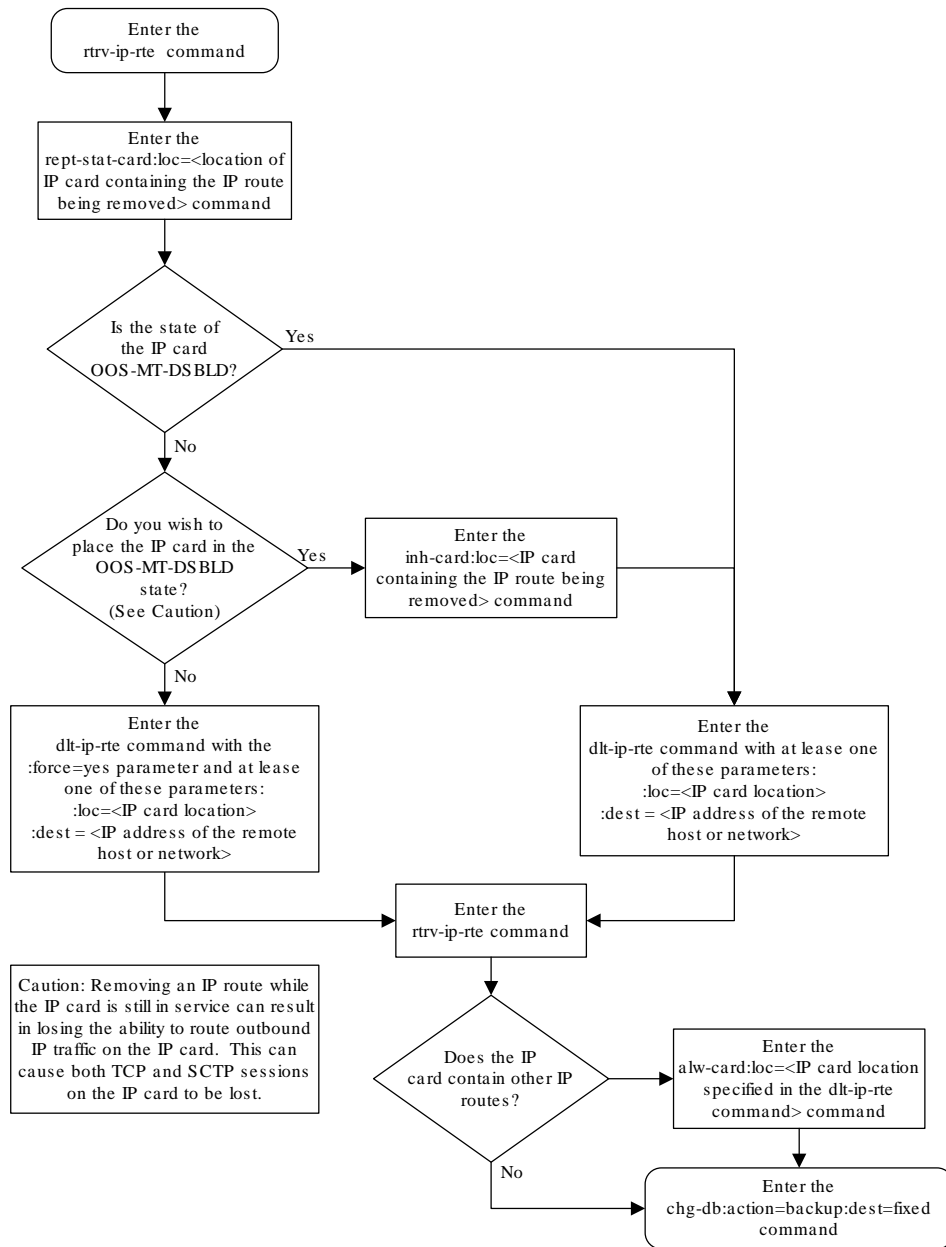 Enter the
rtrv-ip-rte command
Enter the
rept-stat-card:loc=<location of
IP card containing the IP route
being removed> command
Is the state of
the IP card
OOS-MT-DSBLD?
Yes
No
Do you wish to
place the IP card in the
OOS-MT-DSBLD
state?
(See Caution)
Yes
Enter the
inh-card:loc=<IP card
containing the IP route being
removed> command
No
Enter the
dlt-ip-rte command with the
:force=yes parameter and at lease
one of these parameters:
:loc=<IP card location>
:dest = <IP address of the remote
host or network>
Enter the
dlt-ip-rte command with at lease one
of these parameters:
:loc=<IP card location>
:dest = <IP address of the remote
host or network>
Enter the
rtrv-ip-rte command
Caution: Removing an IP route while
the IP card is still in service can result
in losing the ability to route outbound
IP traffic on the IP card. This can
cause both TCP and SCTP sessions
on the IP card to be lost.
Does the IP
card contain other IP
routes?
Enter the
alw-card:loc=<IP card location
specified in the dlt-ip-rte
command> command
No
Enter the
chg-db:action=backup:dest=fixed
command